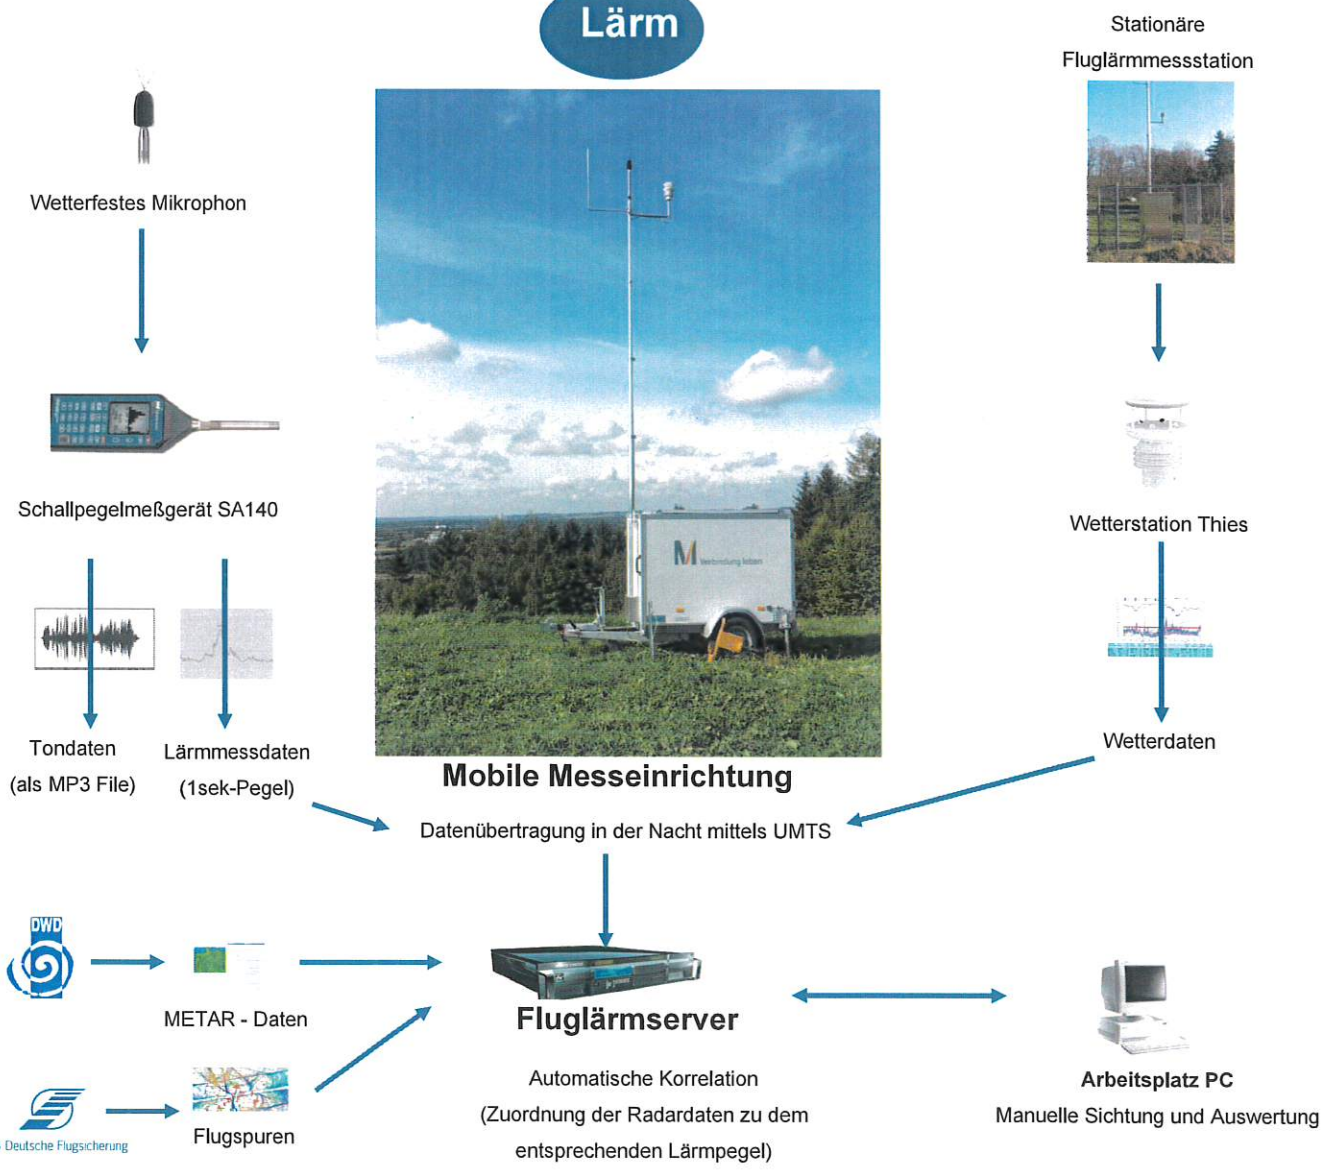 Lärm
Stationäre
Fluglärmmessstation
Wetterfestes Mikrophon
Schallpegelmeßgerät SA140
Wetterstation Thies
M Verbindung leben
Tondaten
(als MP3 File)
Lärmmessdaten
(1sek-Pegel)
Wetterdaten
Mobile Messeinrichtung
Datenübertragung in der Nacht mittels UMTS
DWD
METAR - Daten
Fluglärmserver
Deutsche Flugsicherung
Flugspuren
Automatische Korrelation
(Zuordnung der Radardaten zu dem
entsprechenden Lärmpegel)
Arbeitsplatz PC
Manuelle Sichtung und Auswertung